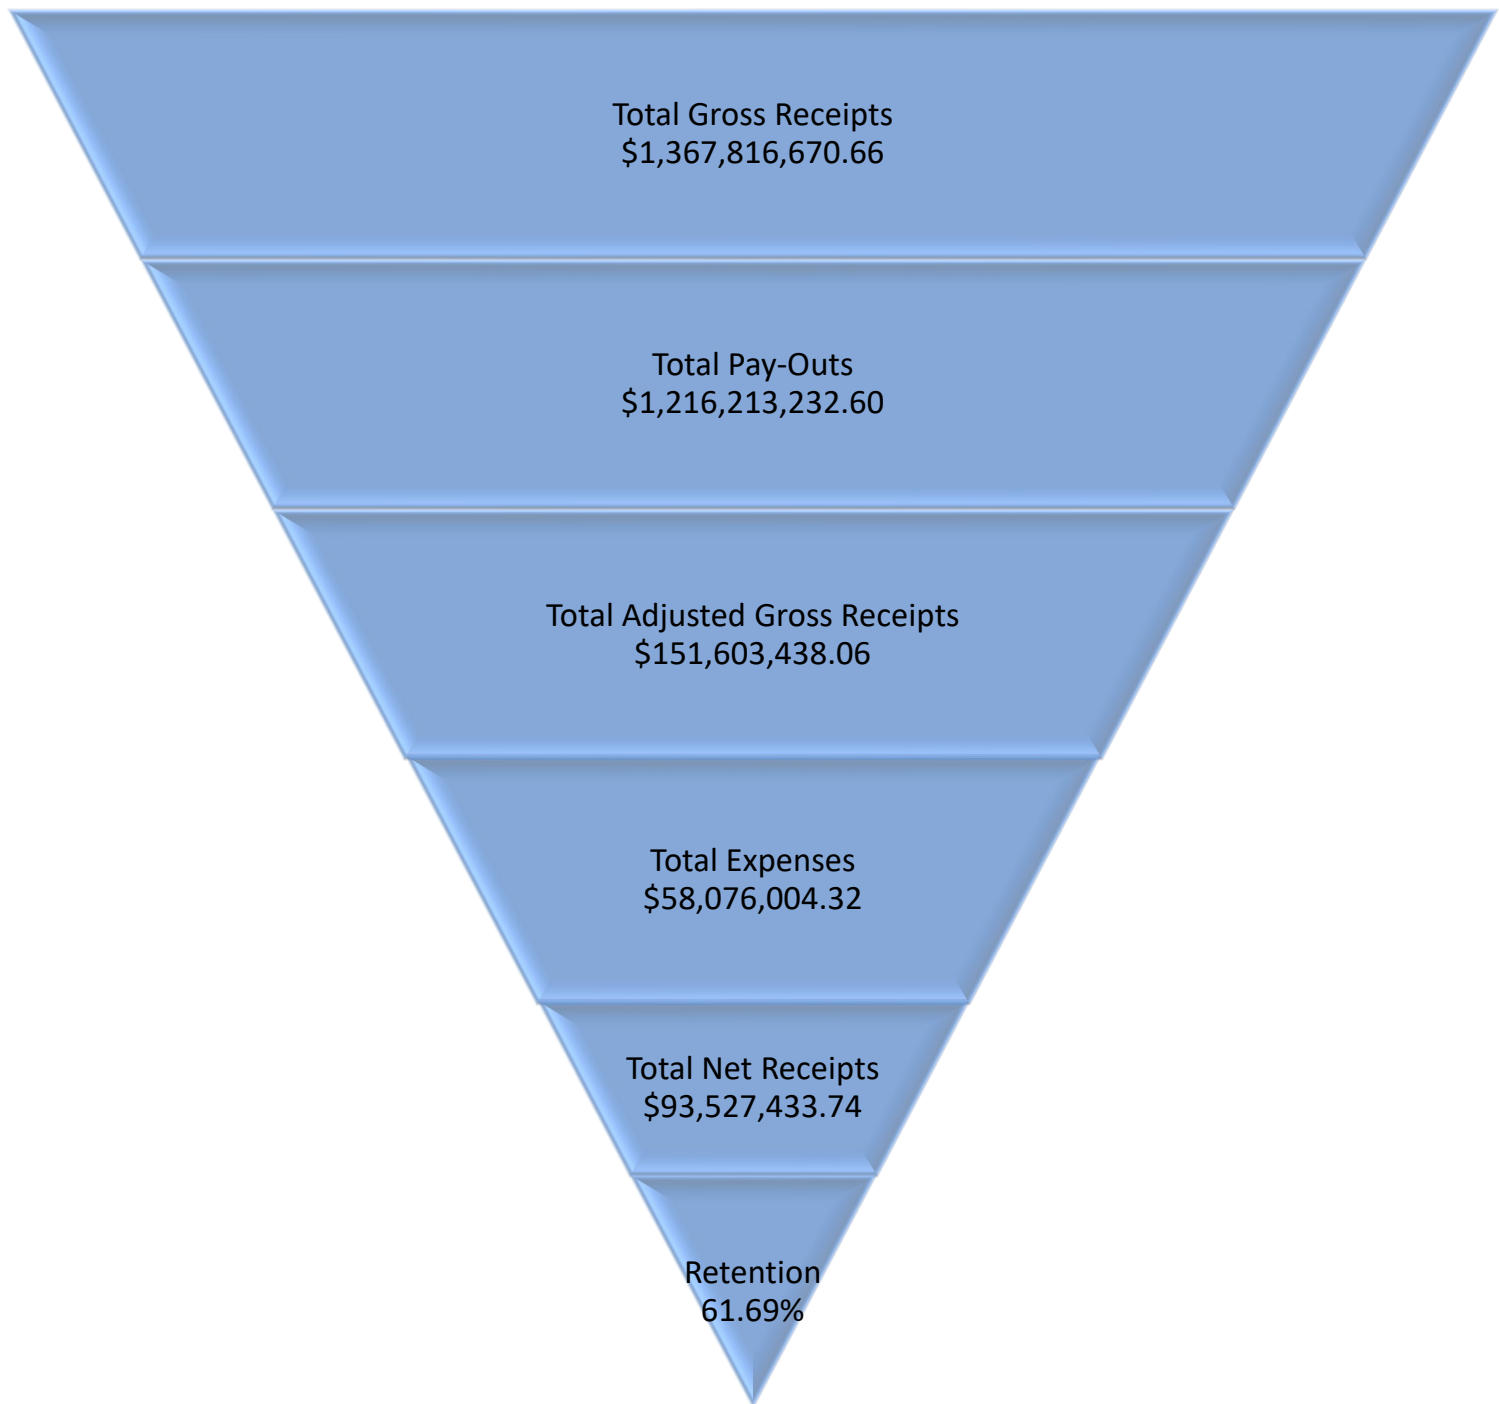 Total Gross Receipts
$1,367,816,670.66
Total Pay-Outs
$1,216,213,232.60
Total Adjusted Gross Receipts
$151,603,438.06
Total Expenses
$58,076,004.32
Total Net Receipts
$93,527,433.74
Retention
61.69%